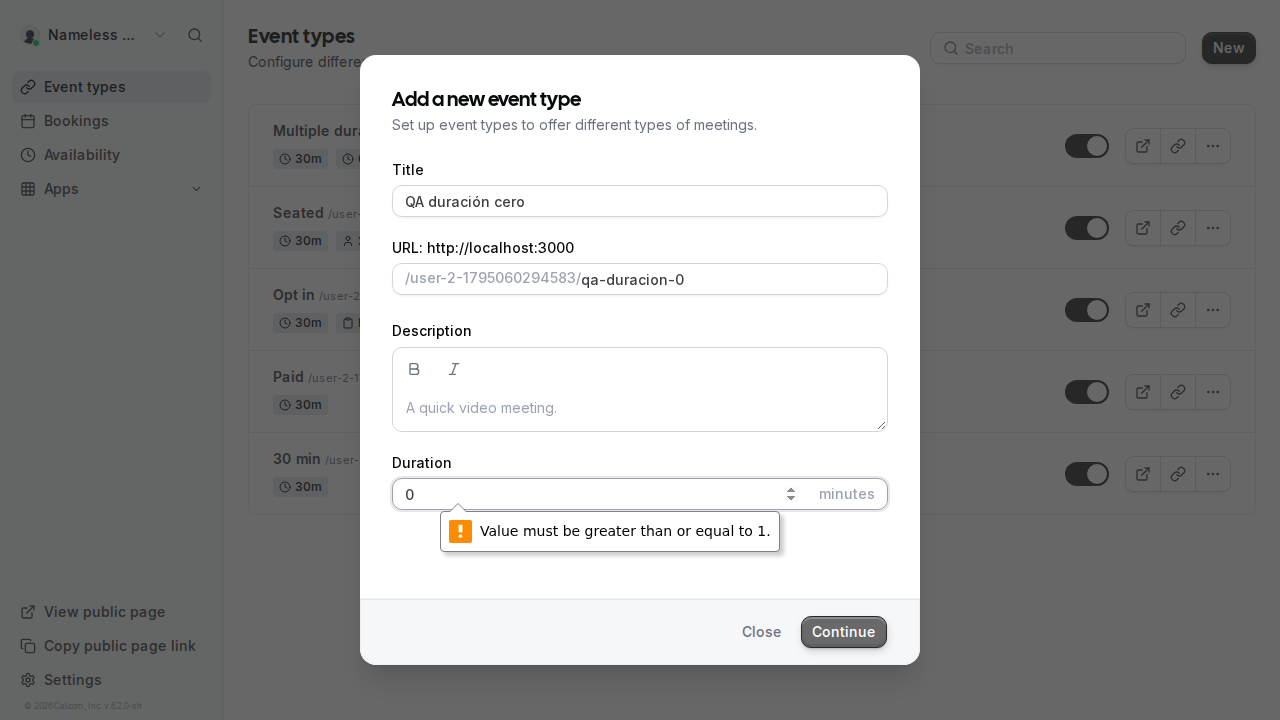 Nameless ...
Event types
Bookings
Availability
Apps
View public page
Copy public page link
Settings
© 2026 Cal.com, Inc. v.6.2.0-sh
Event types
Configure differe
Search
New
Multiple dura
30m
Seated /user-
30m
Opt in /user-2
30m
Paid /user-2-1
30m
30 min /user-
30m
Add a new event type
Set up event types to offer different types of meetings.
Title
QA duración cero
URL: http://localhost:3000
/user-2-1795060294583/qa-duracion-0
Description
A quick video meeting.
Duration
0 minutes
Value must be greater than or equal to 1.
Close Continue